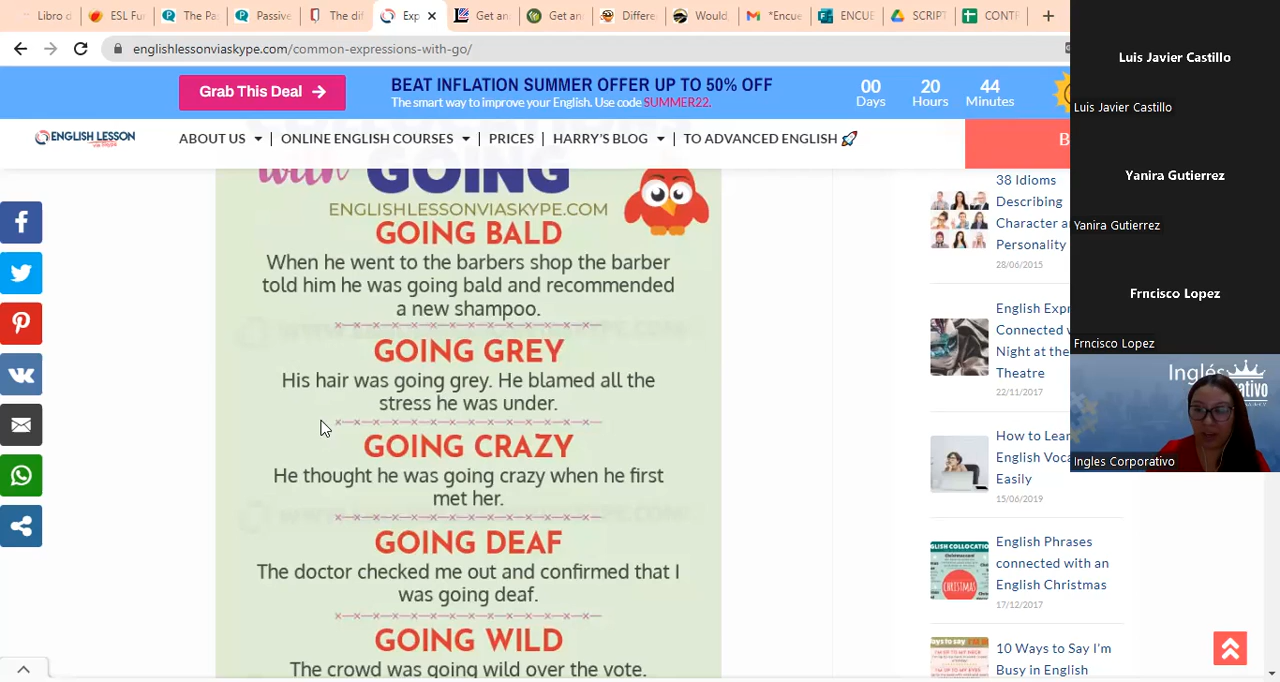 Libro d
ESL Fur
The Pa
Passive
The dif
Exp
Get an
Get an
Differe
Would,
*Encue
ENCUE
SCRIPT
CONTF
englishlessonviaskype.com/common-expressions-with-go/
Grab This Deal
BEAT INFLATION SUMMER OFFER UP TO 50% OFF
The smart way to improve your English. Use code SUMMER22.
00 20 44
Days Hours Minutes
ENGLISH LESSON
ABOUT US | ONLINE ENGLISH COURSES | PRICES | HARRY'S BLOG | TO ADVANCED ENGLISH
B
with GOING
ENGLISHLESSONVIASKYPE.COM
GOING BALD
When he went to the barbers shop the barber
told him he was going bald and recommended
a new shampoo.
GOING GREY
His hair was going grey. He blamed all the
stress he was under.
GOING CRAZY
He thought he was going crazy when he first
met her.
GOING DEAF
The doctor checked me out and confirmed that I
was going deaf.
GOING WILD
The crowd was going wild over the vote.
38 Idioms
Describing
Character a
Personality
28/06/2015
English Expr
Connected w
Night at the
Theatre
22/11/2017
How to Lear
English Voca
Easily
15/06/2019
English Phrases
connected with an
English Christmas
17/12/2017
10 Ways to Say I'm
Busy in English
Luis Javier Castillo
Luis Javier Castillo
Yanira Gutierrez
Yanira Gutierrez
Frncisco Lopez
Frncisco Lopez
Inglés
Ingles Corporativo